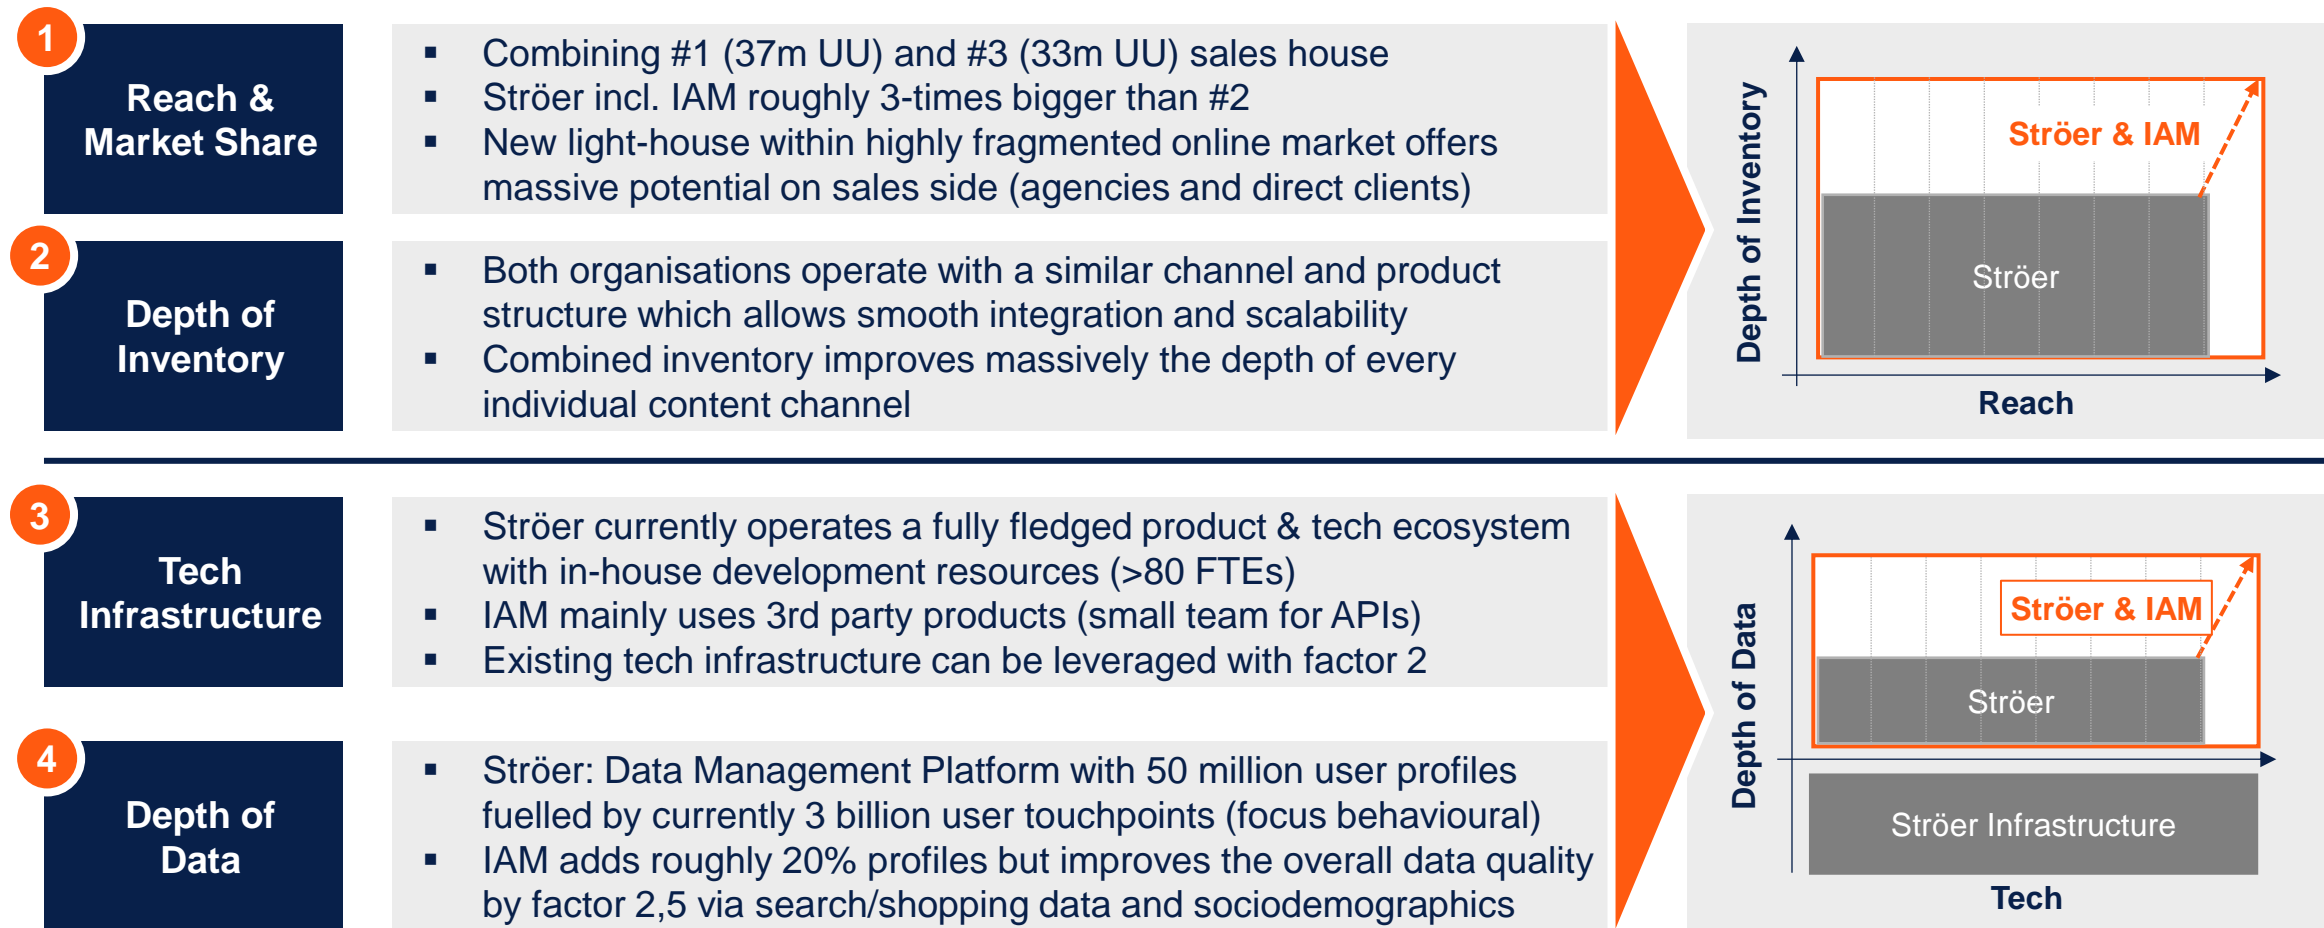 1
Reach &
Market Share
▪ Combining #1 (37m UU) and #3 (33m UU) sales house
▪ Ströer incl. IAM roughly 3-times bigger than #2
▪ New light-house within highly fragmented online market offers
massive potential on sales side (agencies and direct clients)
2
Depth of
Inventory
▪ Both organisations operate with a similar channel and product
structure which allows smooth integration and scalability
▪ Combined inventory improves massively the depth of every
individual content channel
Depth of Inventory
Ströer & IAM
Ströer
Reach
3
Tech
Infrastructure
▪ Ströer currently operates a fully fledged product & tech ecosystem
with in-house development resources (>80 FTEs)
▪ IAM mainly uses 3rd party products (small team for APIs)
▪ Existing tech infrastructure can be leveraged with factor 2
4
Depth of
Data
▪ Ströer: Data Management Platform with 50 million user profiles
fuelled by currently 3 billion user touchpoints (focus behavioural)
▪ IAM adds roughly 20% profiles but improves the overall data quality
by factor 2,5 via search/shopping data and sociodemographics
Depth of Data
Ströer & IAM
Ströer
Ströer Infrastructure
Tech